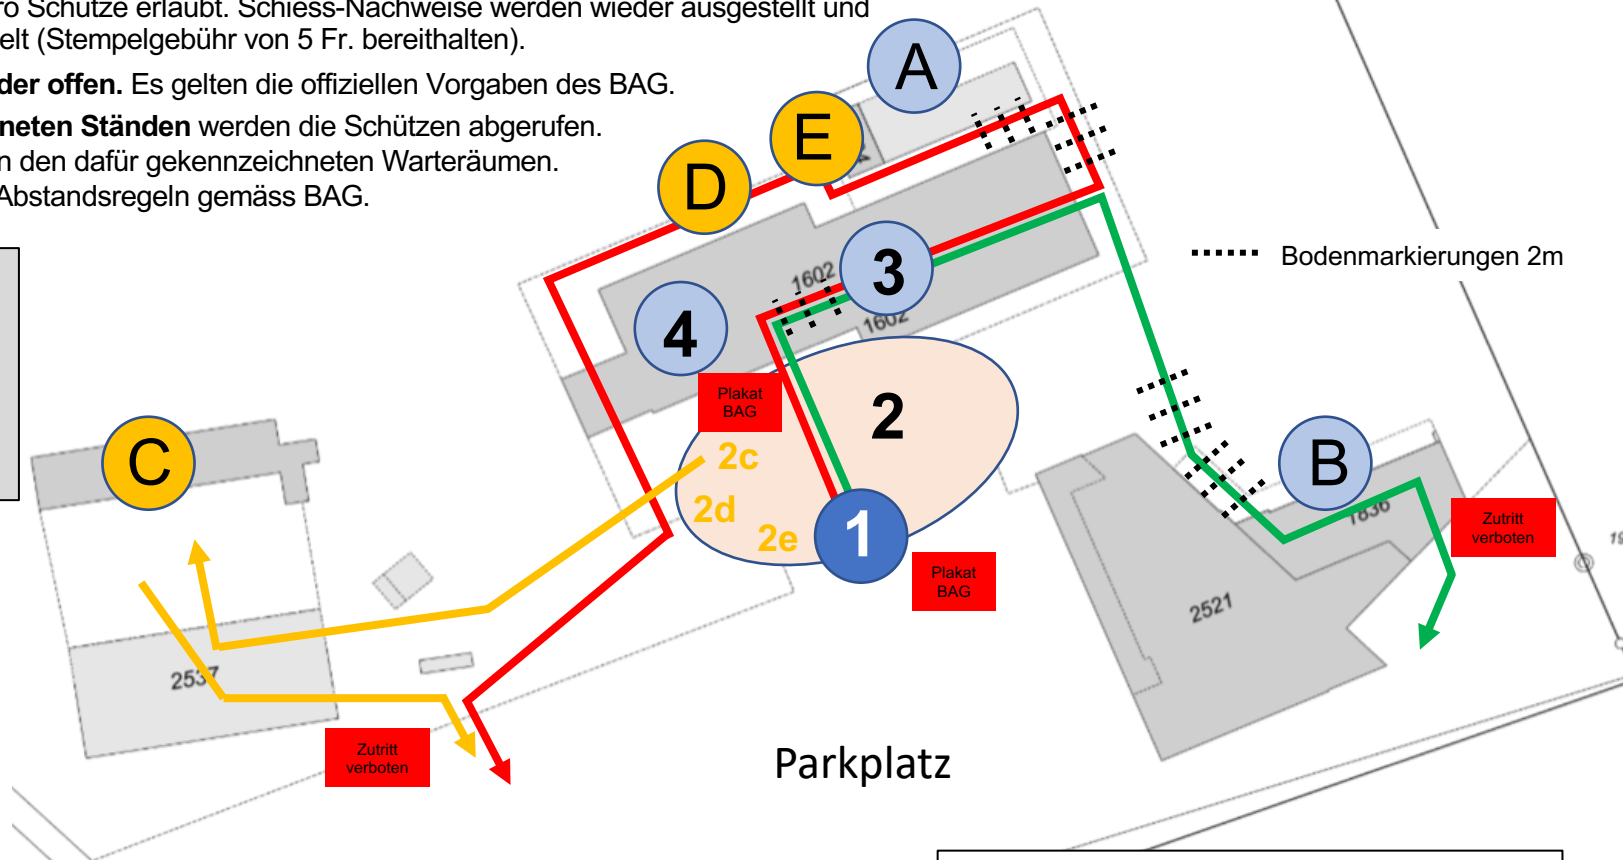 ro Schütze erlaubt. Schiess-Nachweise werden wieder ausgestellt und
elt (Stempelgebühr von 5 Fr. bereithalten).
der offen. Es gelten die offiziellen Vorgaben des BAG.
neten Ständen werden die Schützen abgerufen.
n den dafür gekennzeichneten Warteräumen.
Abstandsregeln gemäss BAG.
A
E
D
3
1602
1602
Bodenmarkierungen 2m
4
Plakat
BAG
2
2c
2d
2e
1
Plakat
BAG
C
B
1836
Zutritt
verboten
19
2521
2537
Zutritt
verboten
Parkplatz